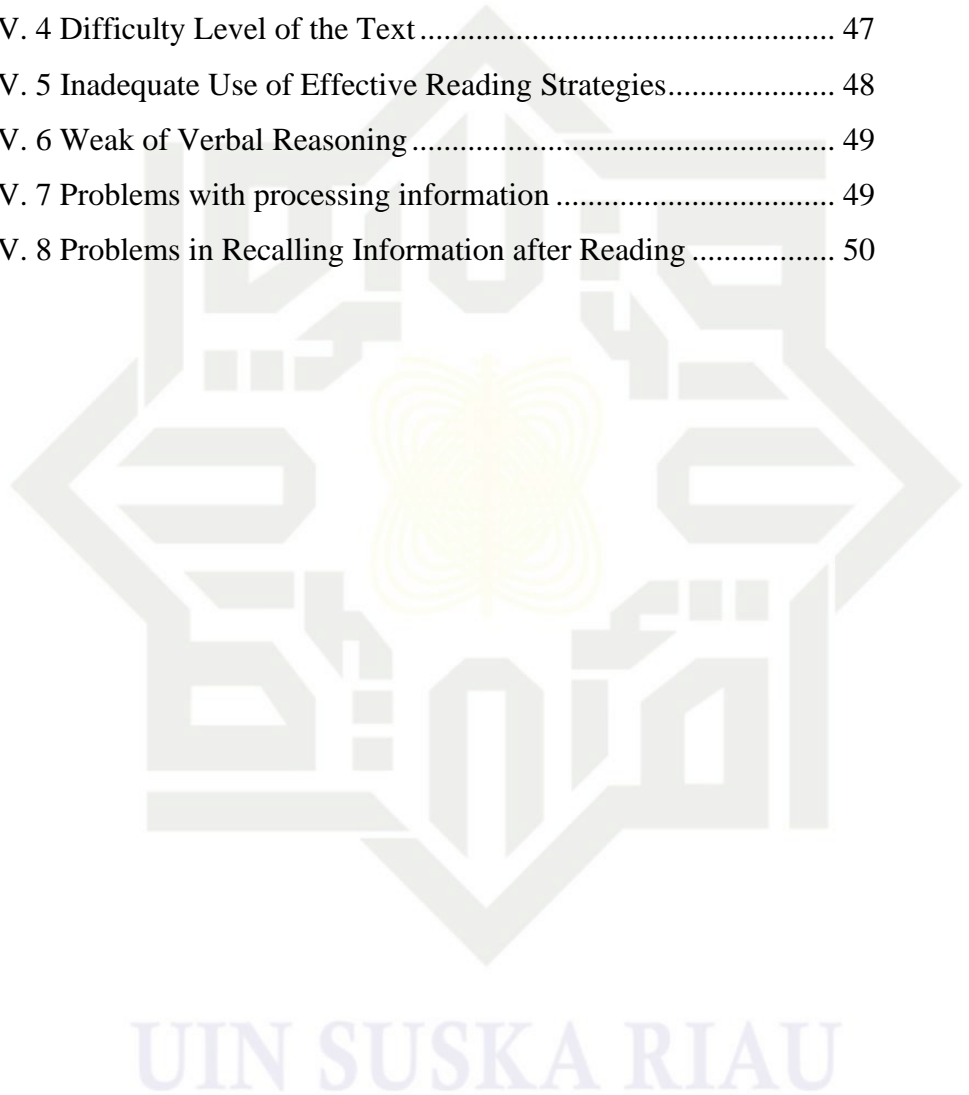 V. 4 Difficulty Level of the Text ................................................ 47
V. 5 Inadequate Use of Effective Reading Strategies.................... 48
V. 6 Weak of Verbal Reasoning ................................................. 49
V. 7 Problems with processing information ................................ 49
V. 8 Problems in Recalling Information after Reading ................. 50
UIN SUSKA RIAU